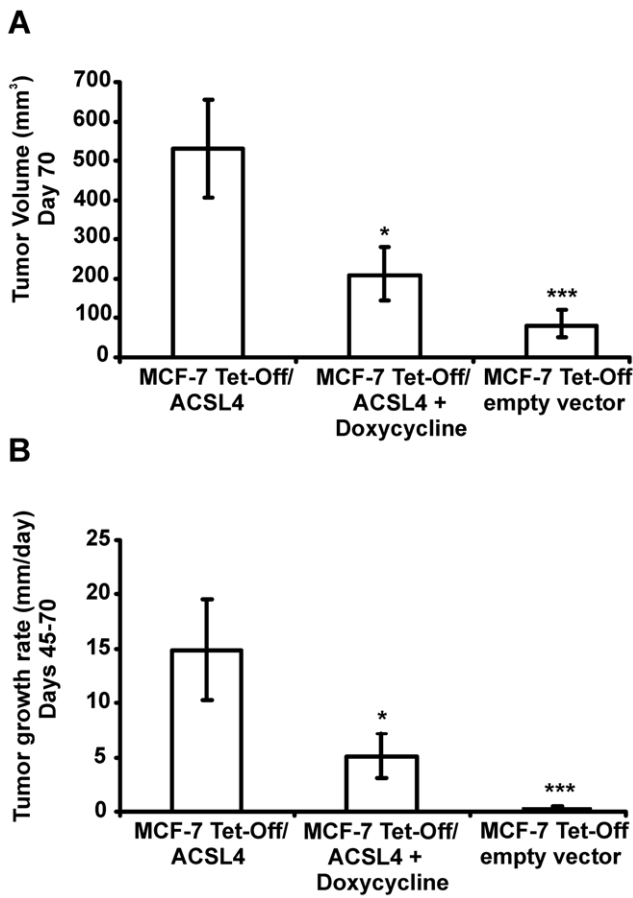 A
Tumor Volume (mm³)
Day 70
700
600
500
400
300
200
100
0
*
***
MCF-7 Tet-Off/
ACSL4
MCF-7 Tet-Off/
ACSL4 +
Doxycycline
MCF-7 Tet-Off
empty vector
B
Tumor growth rate (mm/day)
Days 45-70
25
20
15
10
5
0
*
***
MCF-7 Tet-Off/
ACSL4
MCF-7 Tet-Off/
ACSL4 +
Doxycycline
MCF-7 Tet-Off
empty vector